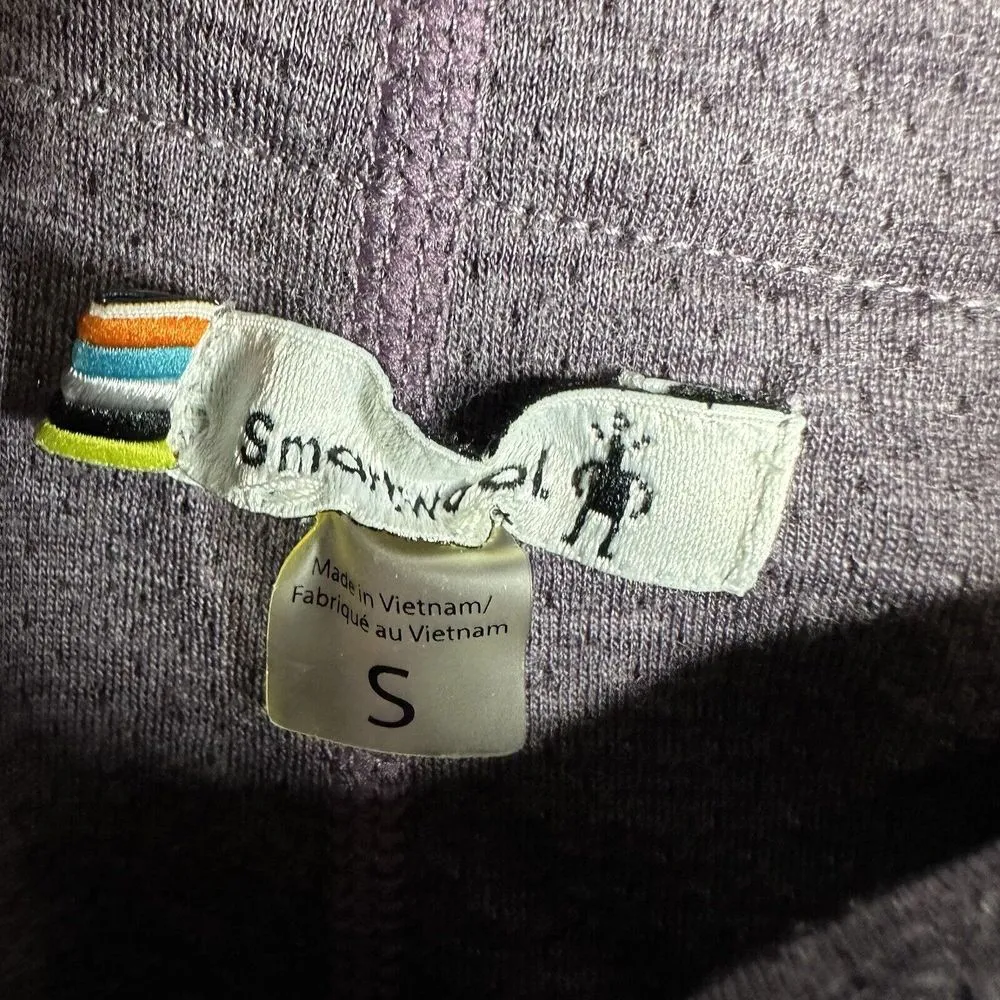 Smartwool
Made in Vietnam/
Fabriqué au Vietnam
S